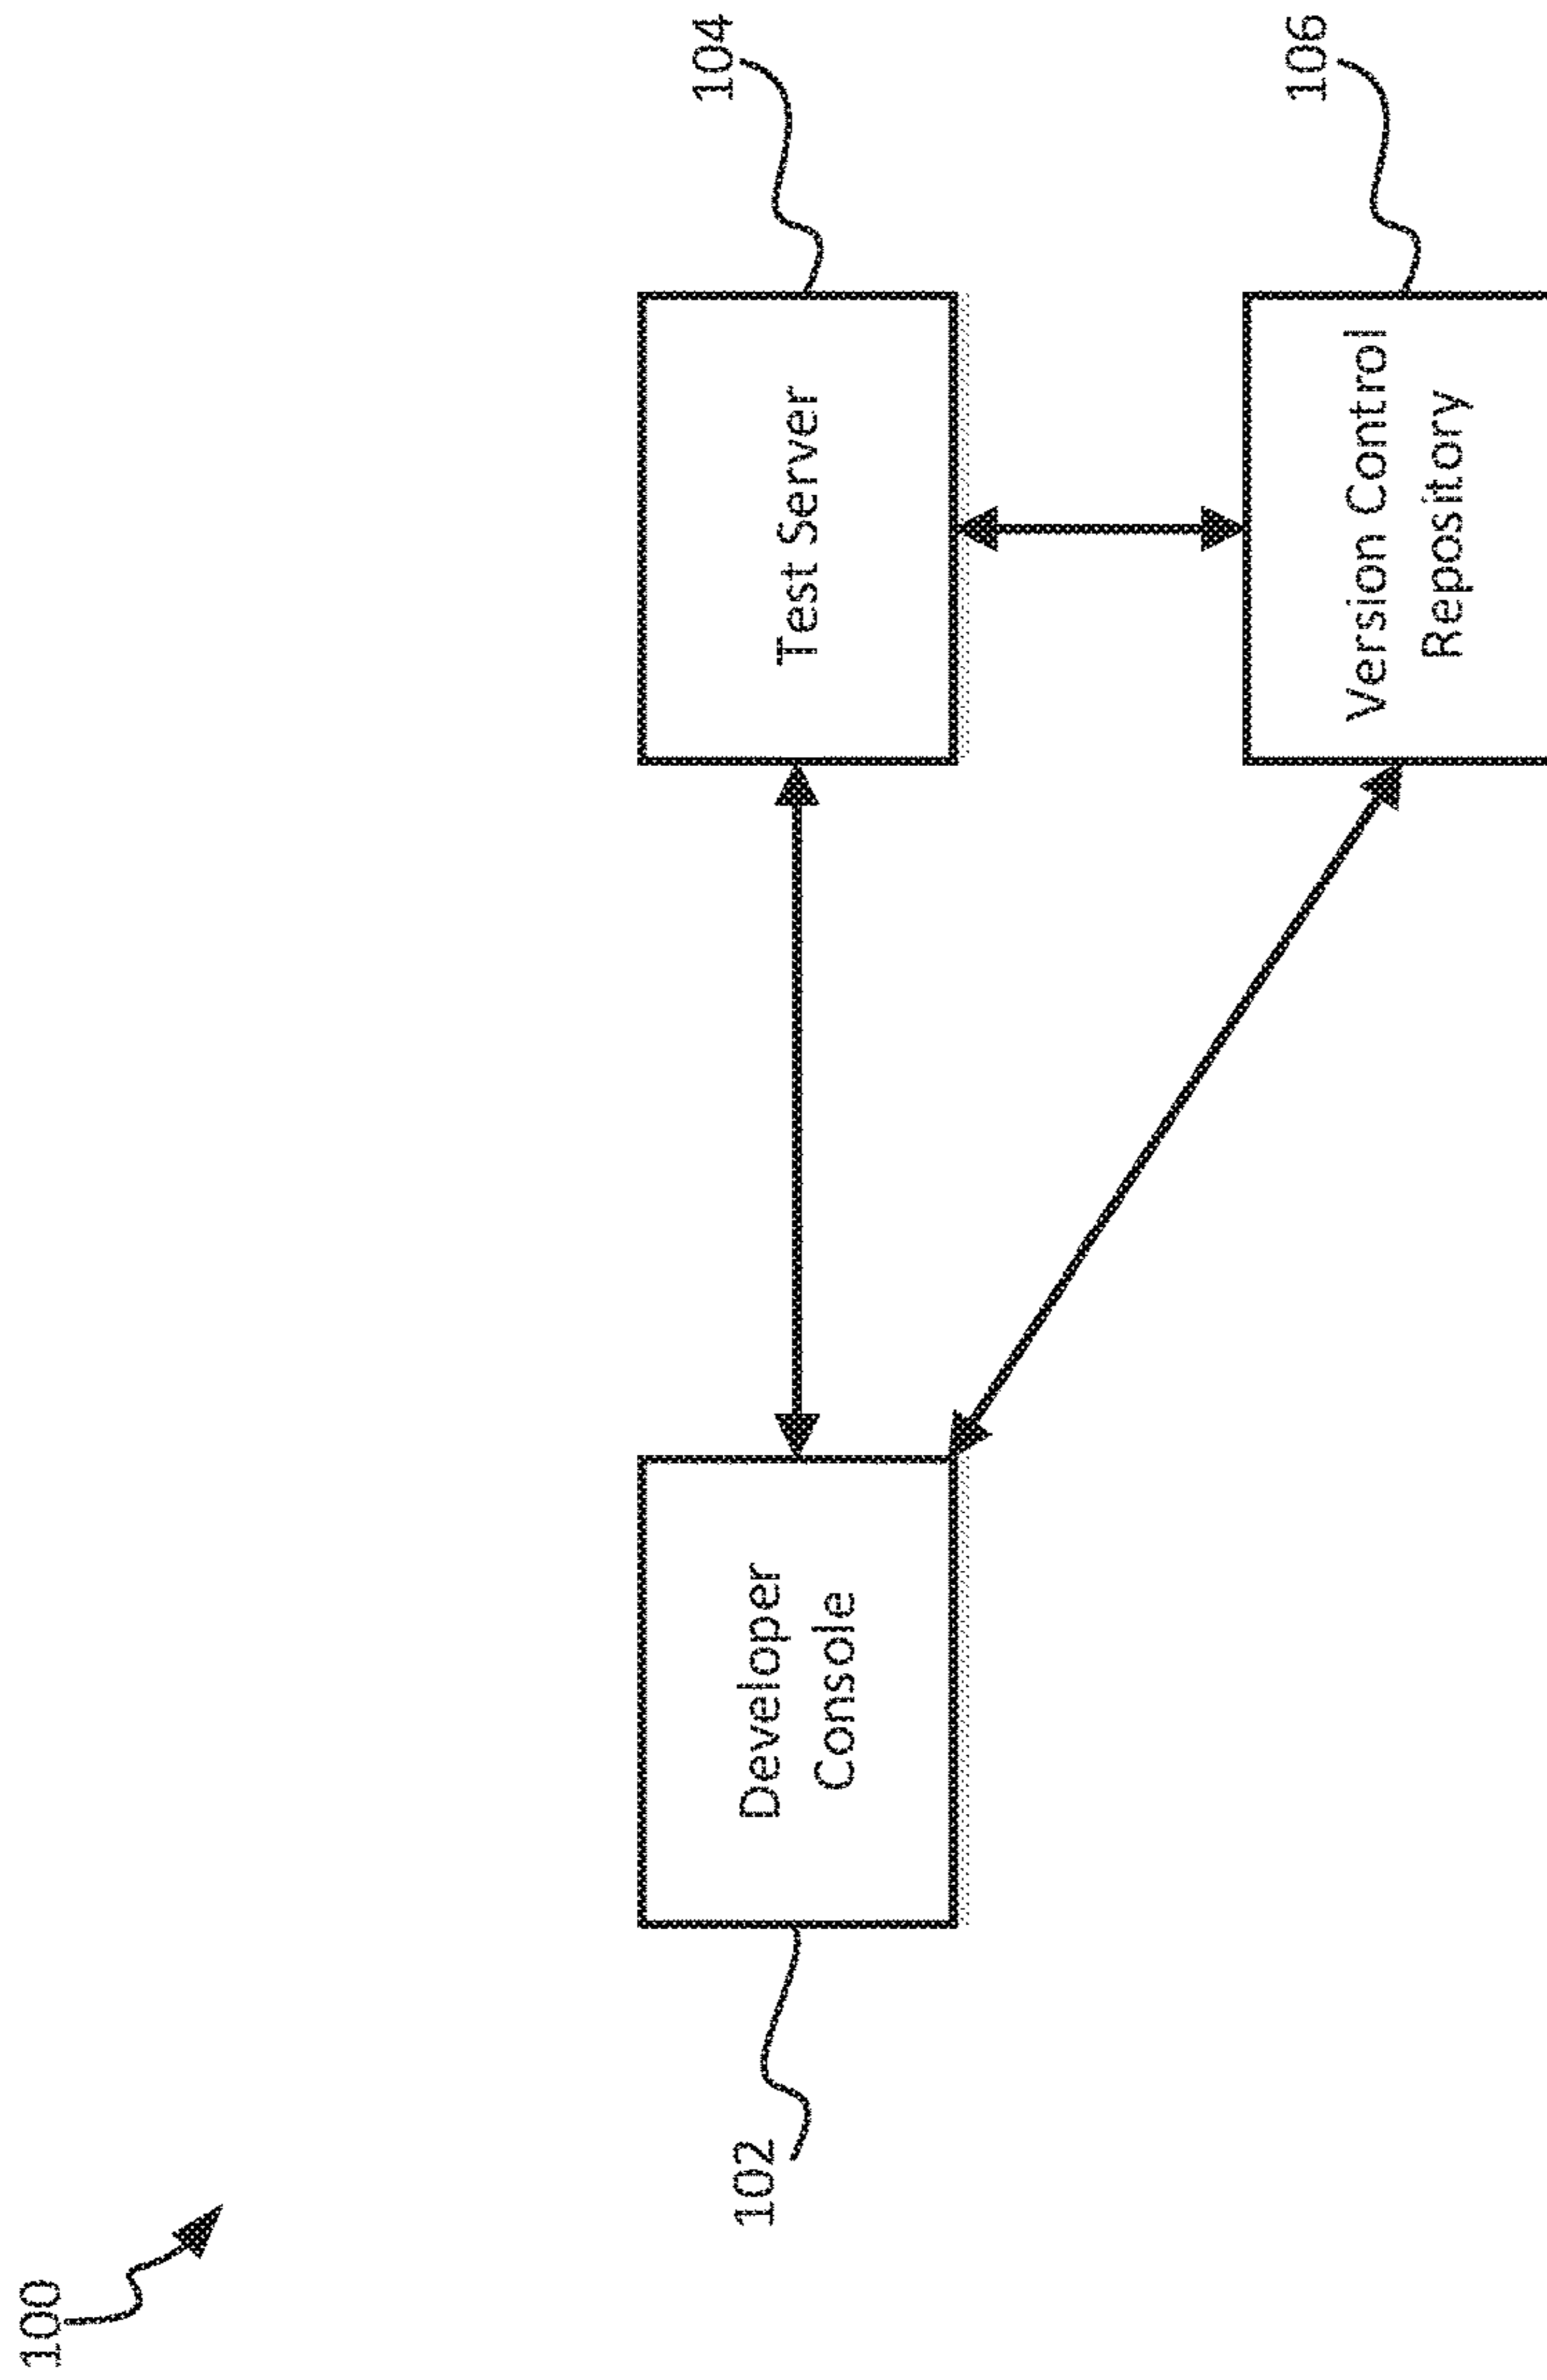 100
102
Developer
Console
104
Test Server
106
Version Control
Repository